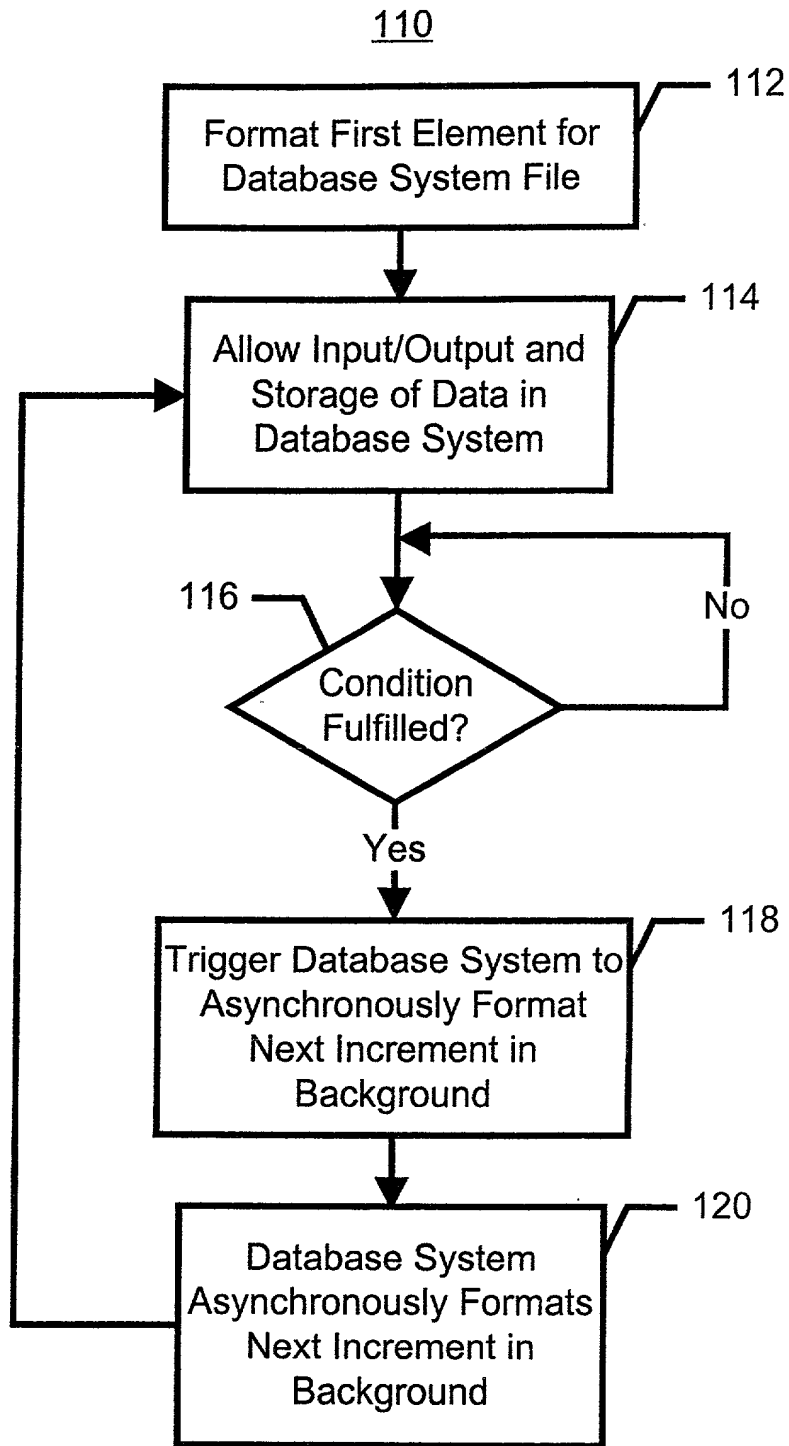 110
112
Format First Element for
Database System File
114
Allow Input/Output and
Storage of Data in
Database System
116
No
Condition
Fulfilled?
Yes
118
Trigger Database System to
Asynchronously Format
Next Increment in
Background
120
Database System
Asynchronously Formats
Next Increment in
Background